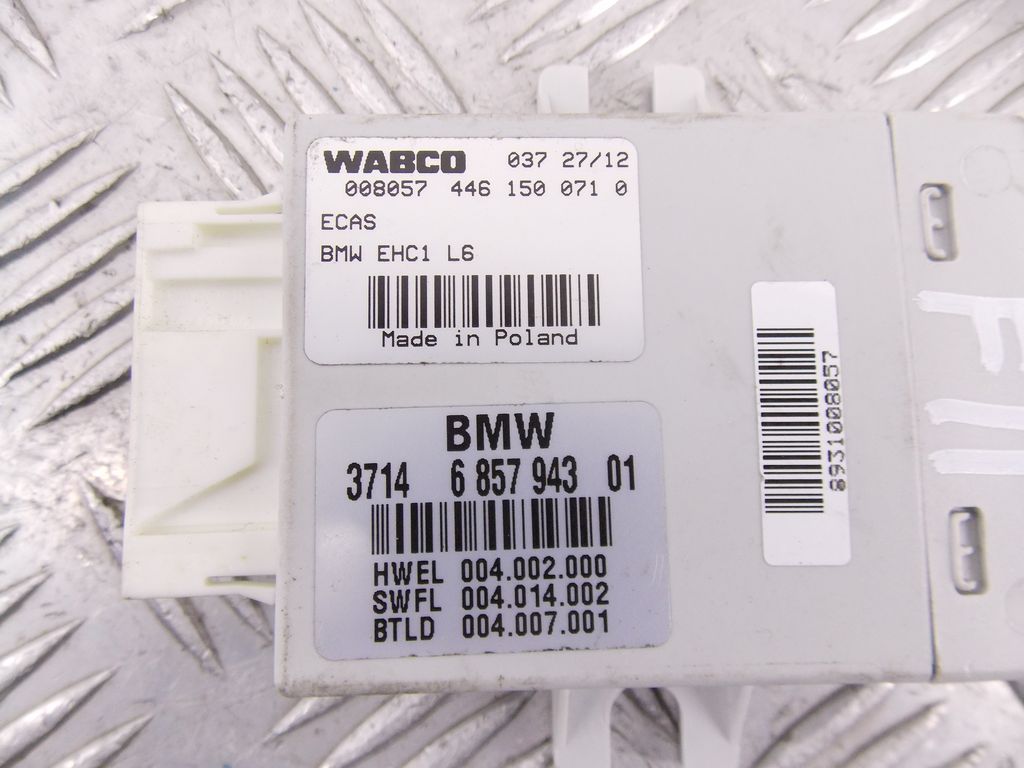 WABCO 037 27/12
008057 446 150 071 0
ECAS
BMW EHC1 L6
Made in Poland
BMW
3714 6 857 943 01
HWEL 004.002.000
SWFL 004.014.002
BTLD 004.007.001
8931008057